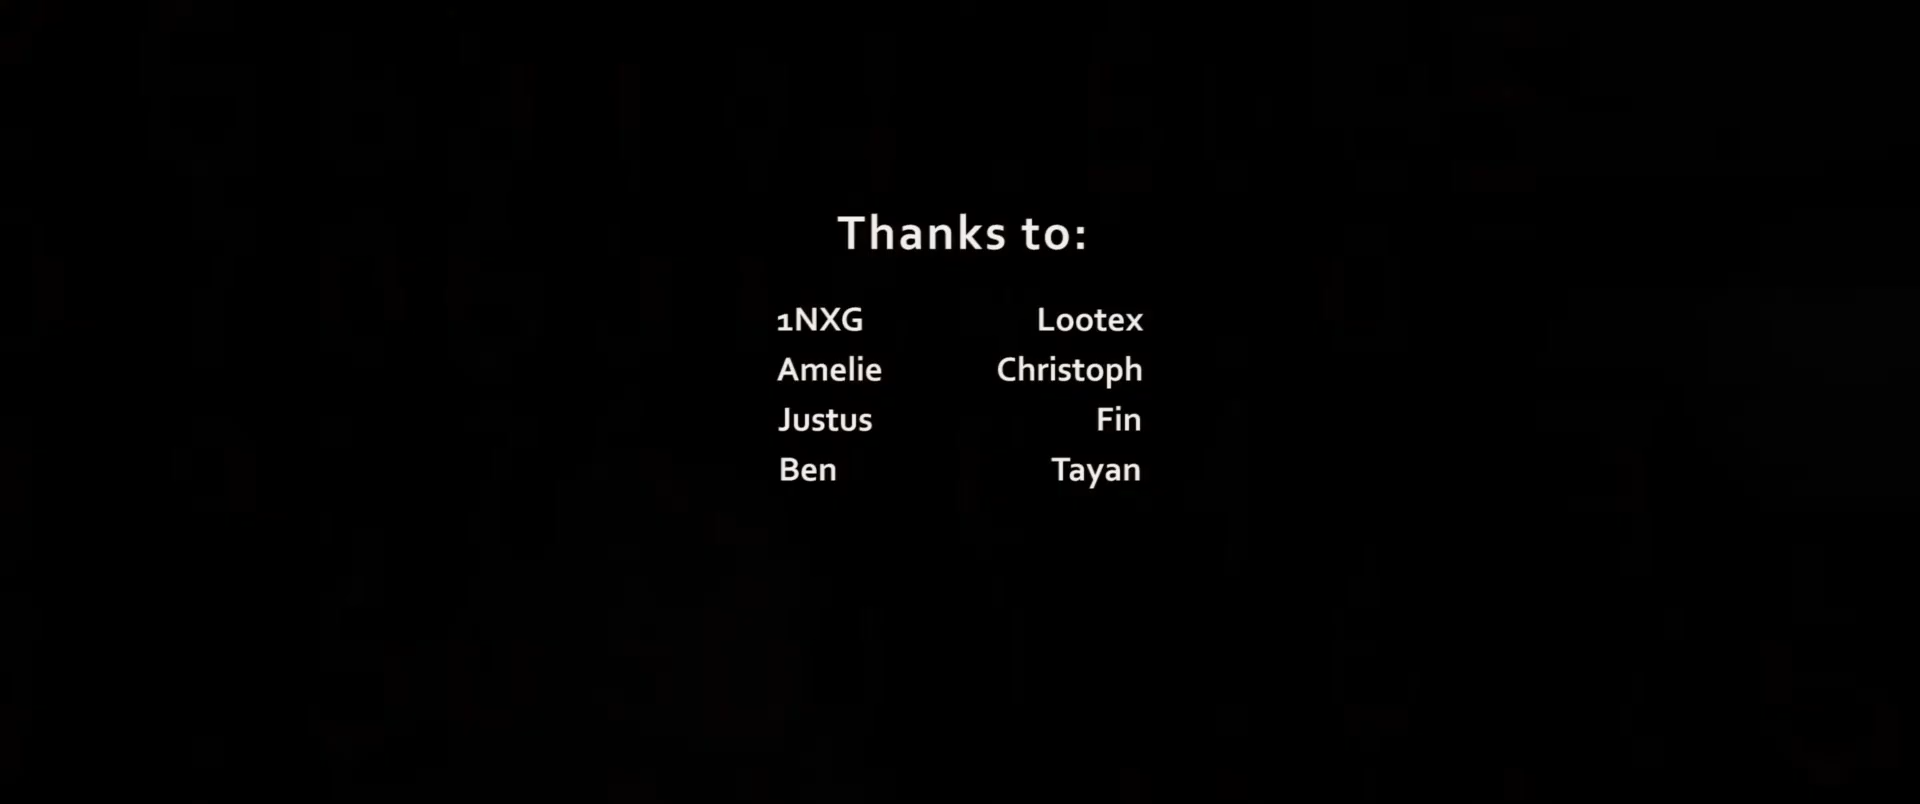 Thanks to:
1NXG Lootex
Amelie Christoph
Justus Fin
Ben Tayan